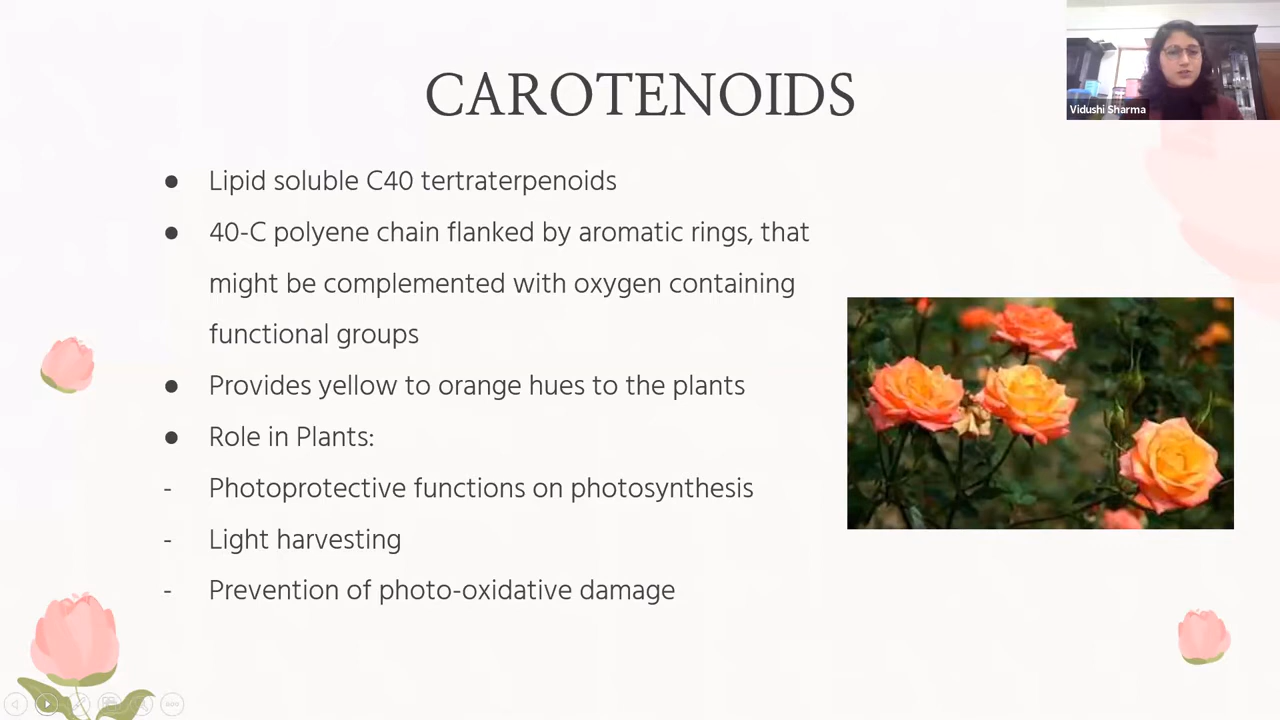 CAROTENOIDS
Vidushi Sharma
● Lipid soluble C40 tertraterpenoids
● 40-C polyene chain flanked by aromatic rings, that
might be complemented with oxygen containing
functional groups
● Provides yellow to orange hues to the plants
● Role in Plants:
- Photoprotective functions on photosynthesis
- Light harvesting
- Prevention of photo-oxidative damage